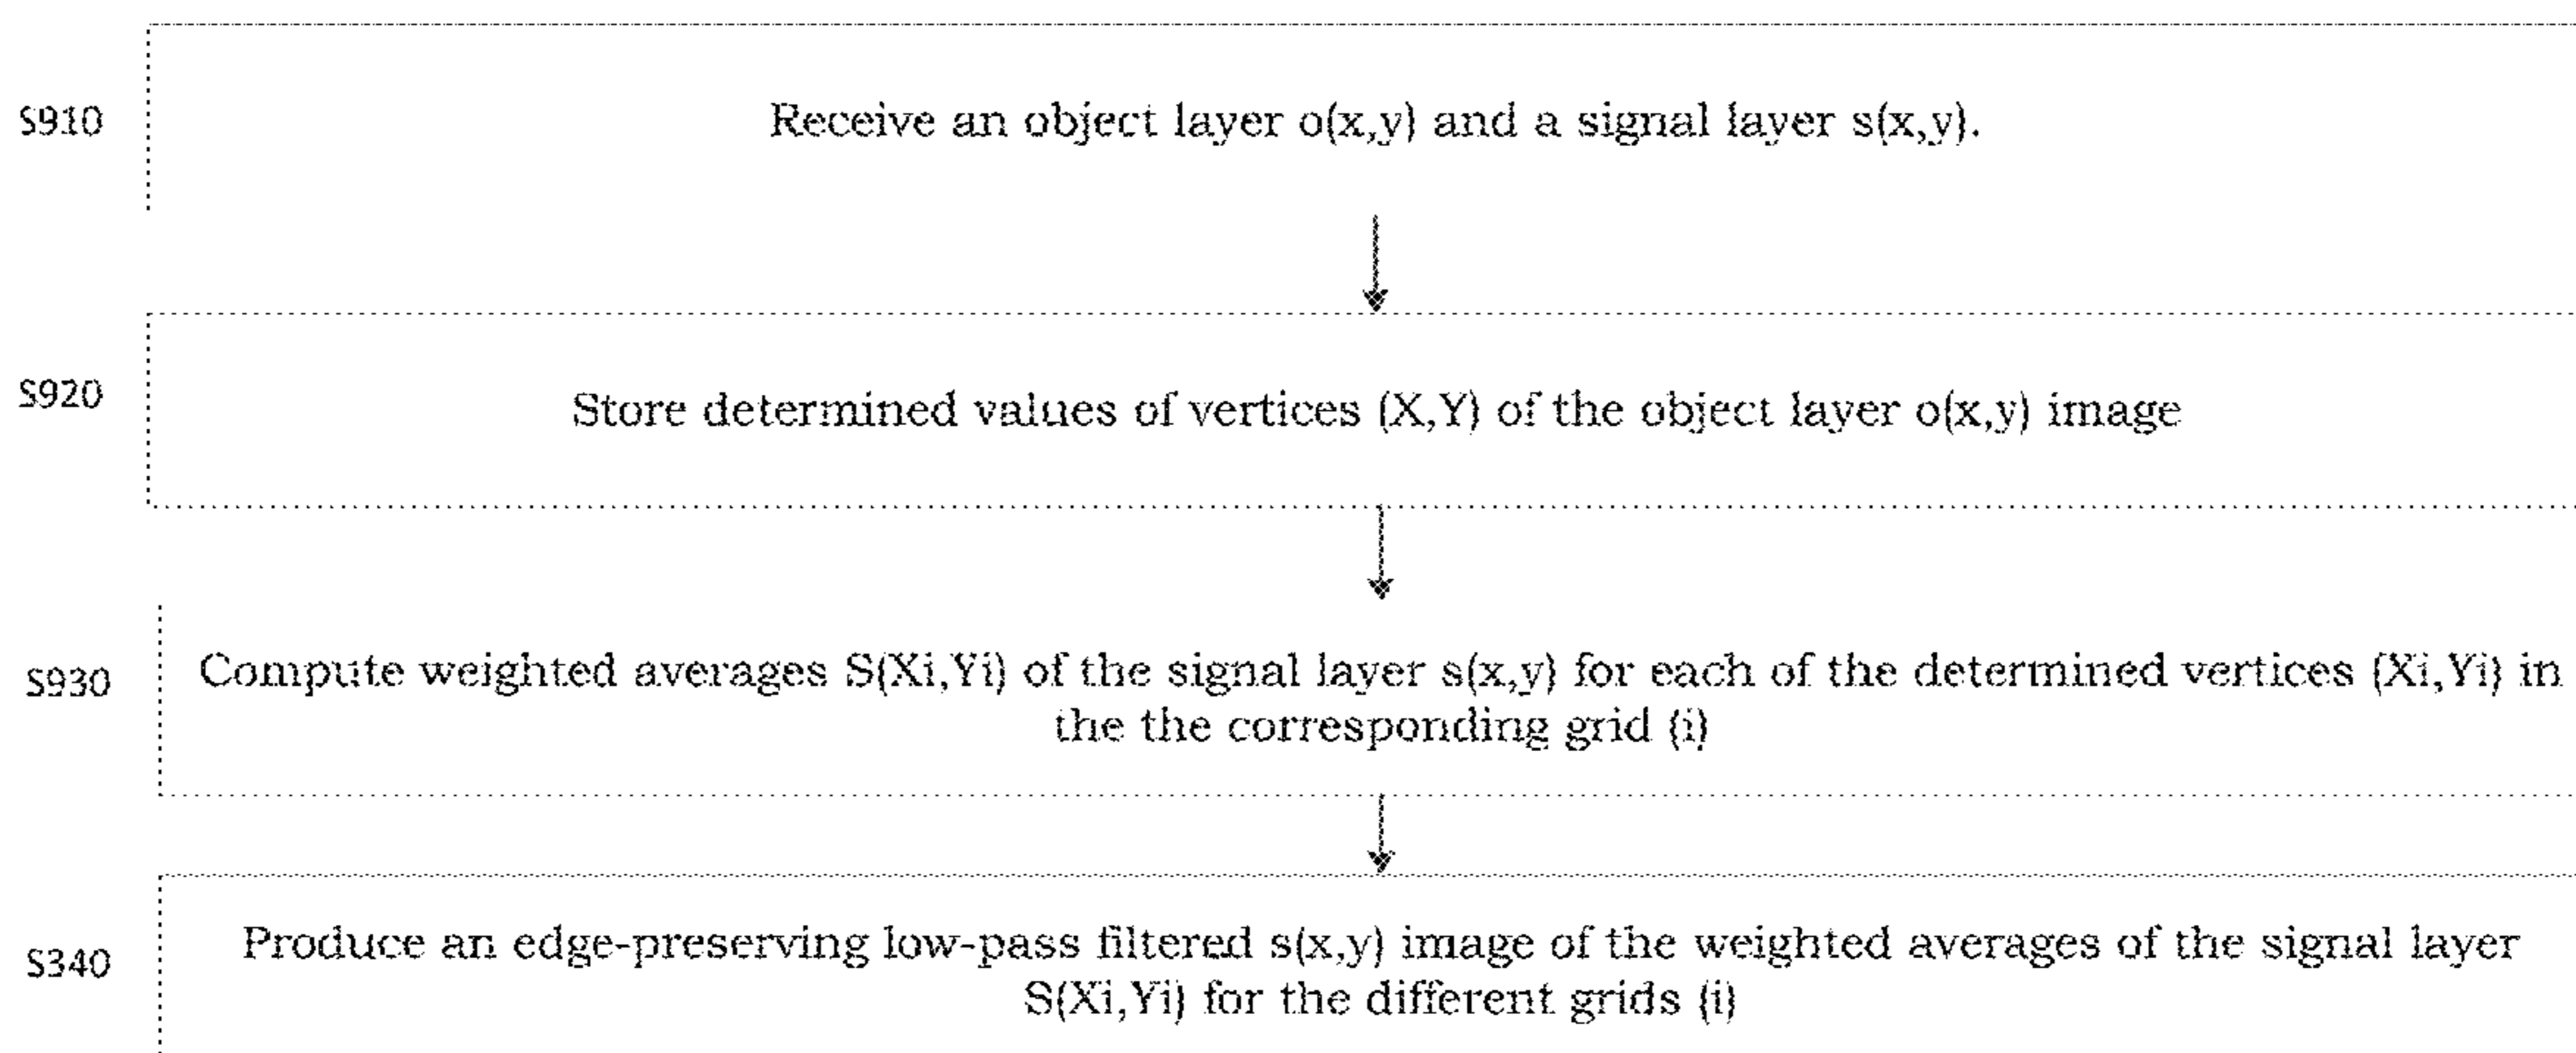 S910
Receive an object layer o(x,y) and a signal layer s(x,y).
S920
Store determined values of vertices (X,Y) of the object layer o(x,y) image
S930
Compute weighted averages S(Xi,Yi) of the signal layer s(x,y) for each of the determined vertices (Xi,Yi) in
the the corresponding grid (i)
S340
Produce an edge-preserving low-pass filtered s(x,y) image of the weighted averages of the signal layer
S(Xi,Yi) for the different grids (i)